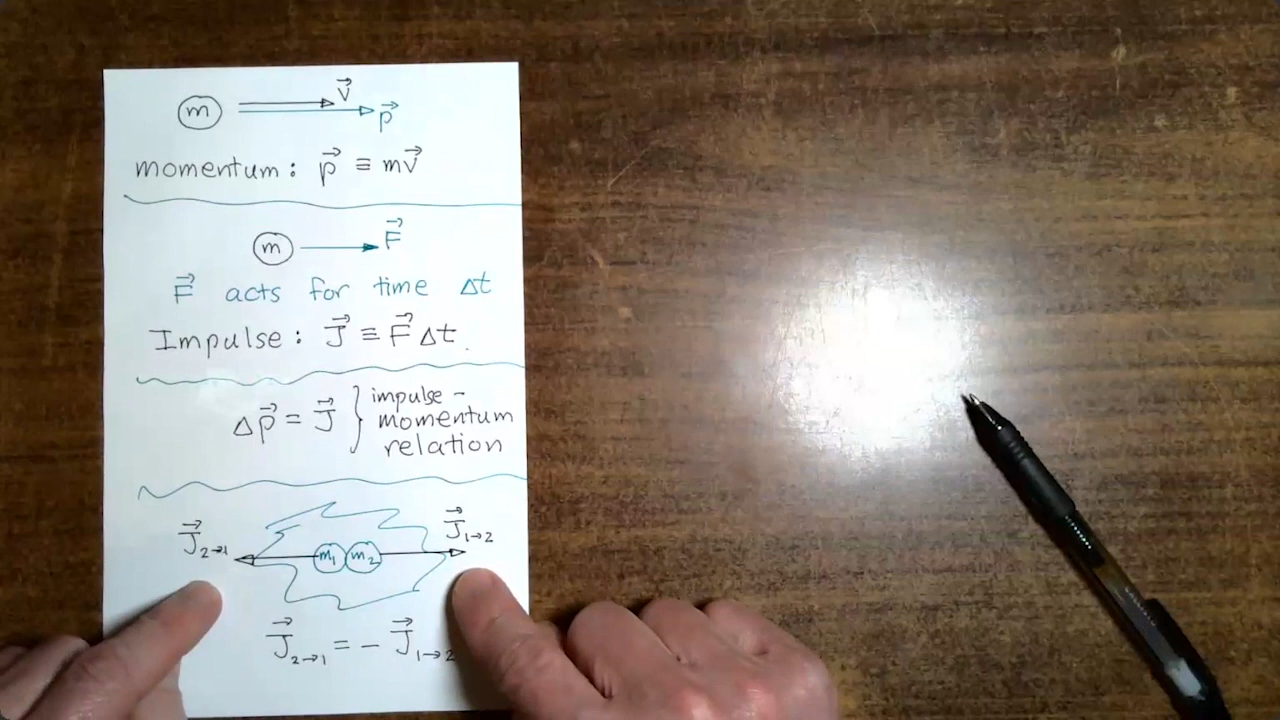 m
v⃗
p⃗
momentum: p⃗ ≡ mv⃗
m
F⃗
F⃗ acts for time Δt
Impulse: J⃗ ≡ F⃗ Δt.
Δp⃗ = J⃗ } impulse -
momentum
relation
J⃗2→1
m1 m2
J⃗1→2
J⃗2→1 = - J⃗1→2